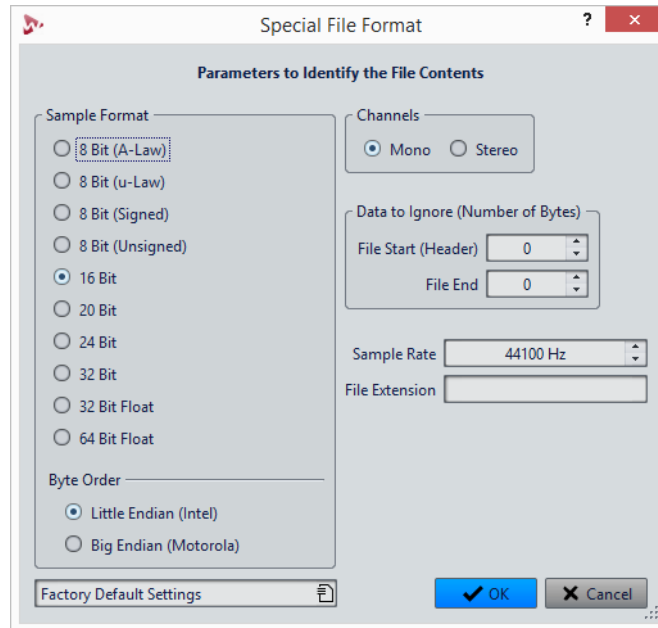 Special File Format
?
Parameters to Identify the File Contents
Sample Format
8 Bit (A-Law)
8 Bit (u-Law)
8 Bit (Signed)
8 Bit (Unsigned)
16 Bit
20 Bit
24 Bit
32 Bit
32 Bit Float
64 Bit Float
Byte Order
Little Endian (Intel)
Big Endian (Motorola)
Channels
Mono Stereo
Data to Ignore (Number of Bytes)
File Start (Header) 0
File End 0
Sample Rate 44100 Hz
File Extension
Factory Default Settings
OK Cancel